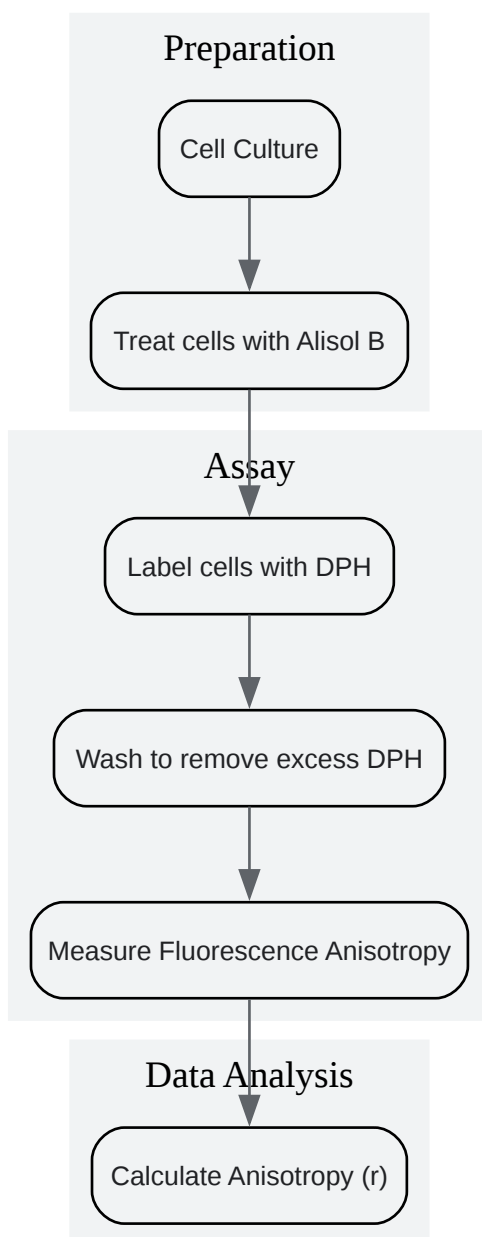 Preparation
Cell Culture
Treat cells with Alisol B
Assay
Label cells with DPH
Wash to remove excess DPH
Measure Fluorescence Anisotropy
Data Analysis
Calculate Anisotropy (r)